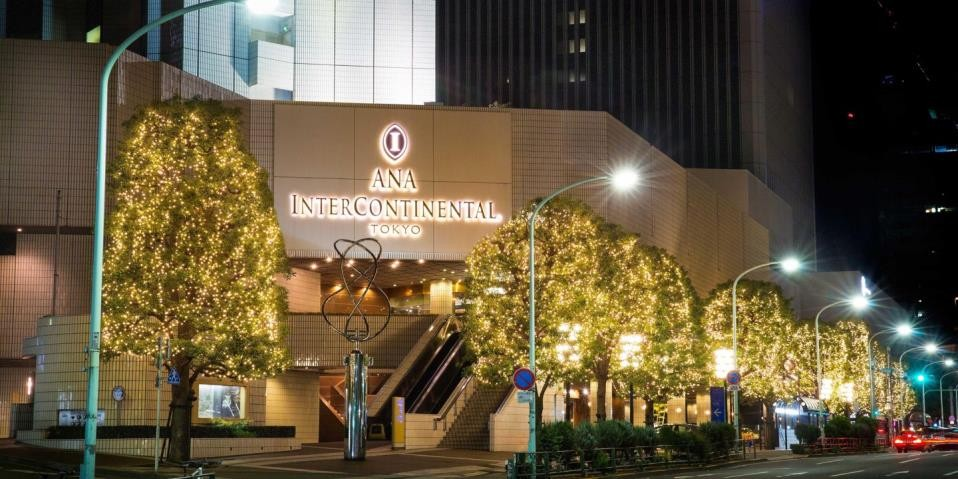 I
ANA
INTERCONTINENTAL
TOKYO